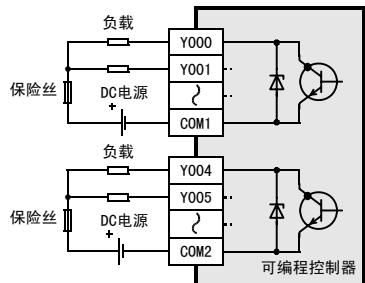 负载
Y000
Y001
保险丝
DC电源
+
COM1
负载
Y004
Y005
保险丝
DC电源
+
COM2
可编程控制器